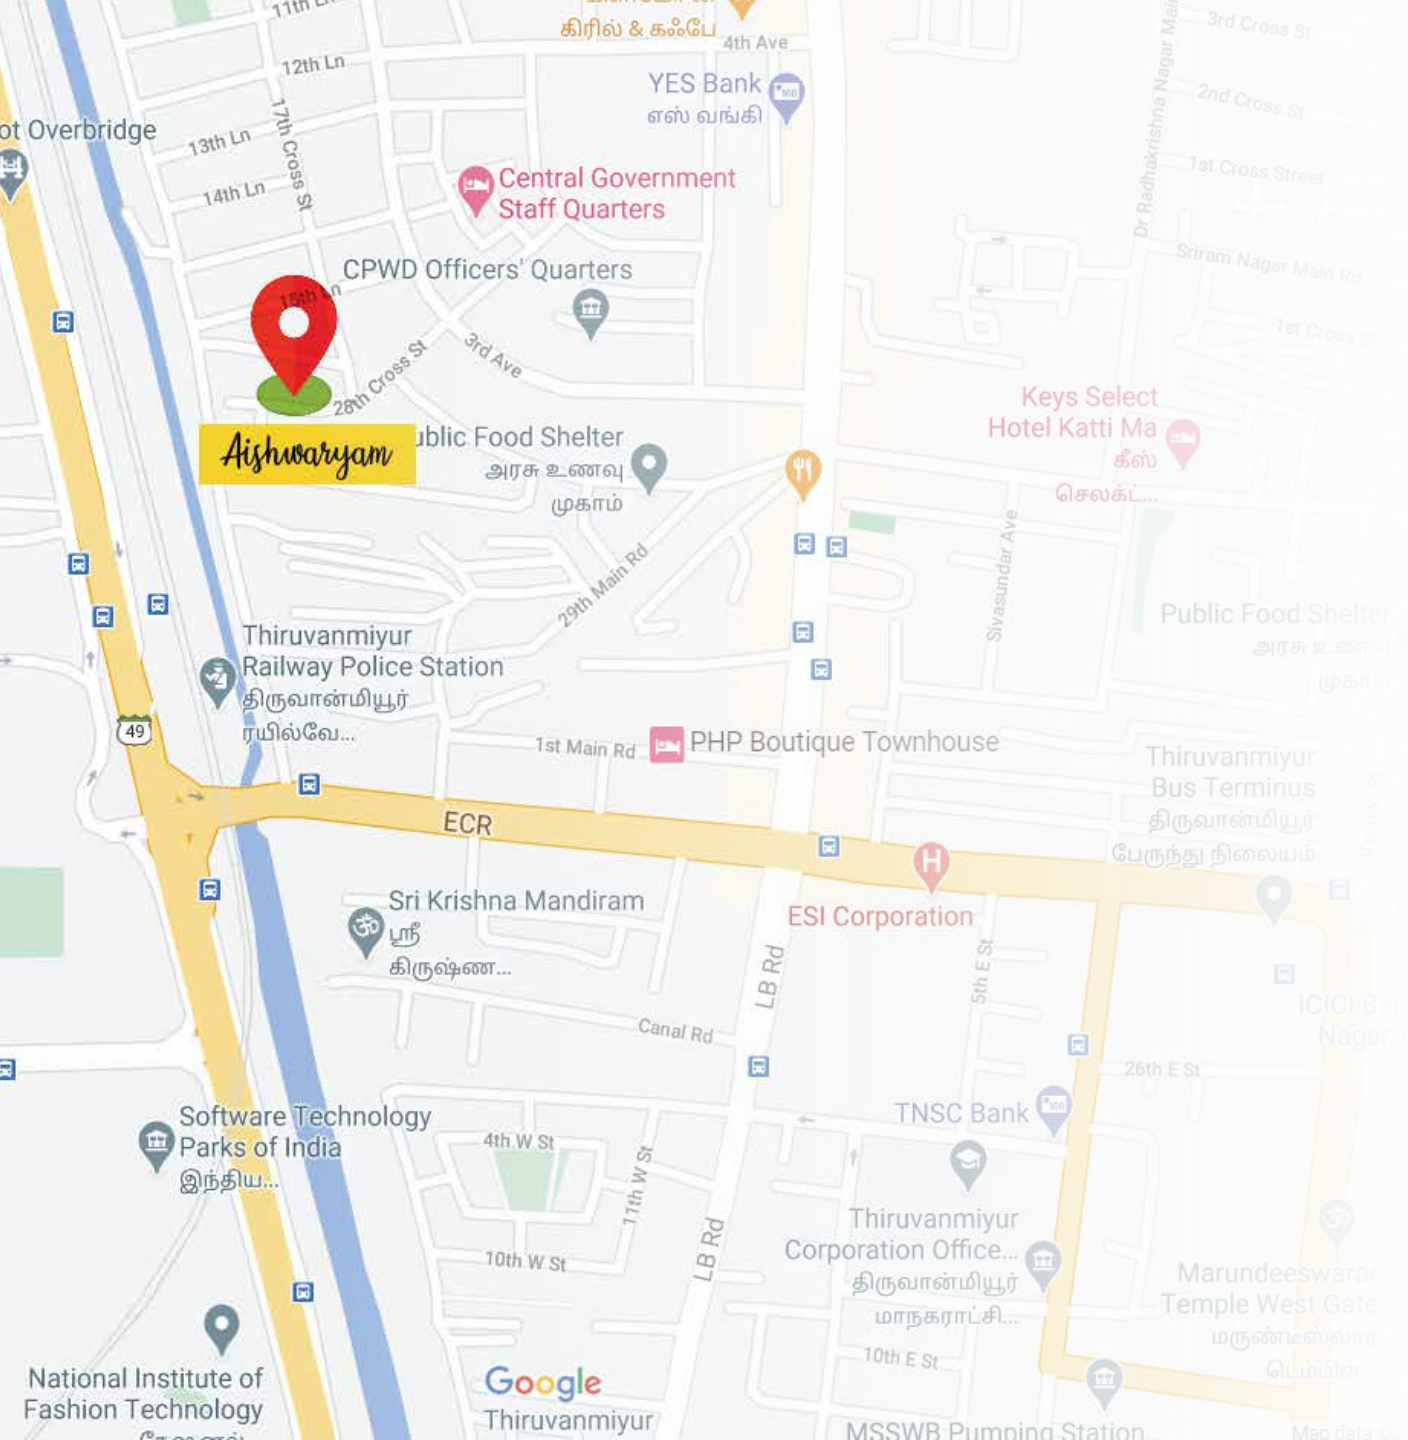 11th Ln
கிரில் & கஃபே
4th Ave
3rd Cross St
12th Ln
YES Bank
எஸ் வங்கி
17th Cross St
2nd Cross St
Dr Radhakrishna Nagar Main
ot Overbridge
13th Ln
14th Ln
Central Government
Staff Quarters
1st Cross Street
Sriram Nagar Main Rd
CPWD Officers' Quarters
15th Ln
3rd Ave
28th Cross St
1st Cross St
Keys Select
Hotel Katti Ma
கீஸ்
செலக்ட்...
Aishwaryam
ublic Food Shelter
அரசு உணவு
முகாம்
Sivasundar Ave
29th Main Rd
Public Food Shelter
அரசு உணவு
முகாம்
Thiruvanmiyur
Railway Police Station
திருவான்மியூர்
ரயில்வே...
49
1st Main Rd
PHP Boutique Townhouse
Thiruvanmiyur
Bus Terminus
திருவான்மியூர்
பேருந்து நிலையம்
ECR
H
ESI Corporation
Sri Krishna Mandiram
ஸ்ரீ
கிருஷ்ண...
LB Rd
5th E St
ICICI Ban
Nagar,
Canal Rd
26th E St
TNSC Bank
Software Technology
Parks of India
இந்திய...
4th W St
11th W St
10th W St
LB Rd
Thiruvanmiyur
Corporation Office...
திருவான்மியூர்
மாநகராட்சி...
Marundeeswarar
Temple West Gate
10th E St
National Institute of
Fashion Technology
Google
Thiruvanmiyur
MSSWB Pumping Station...
Map data ©2